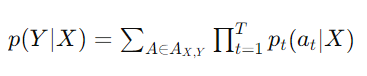 p(Y|X) = ∑_{A∈A_{X,Y}} ∏_{t=1}^{T} p_t(a_t|X)